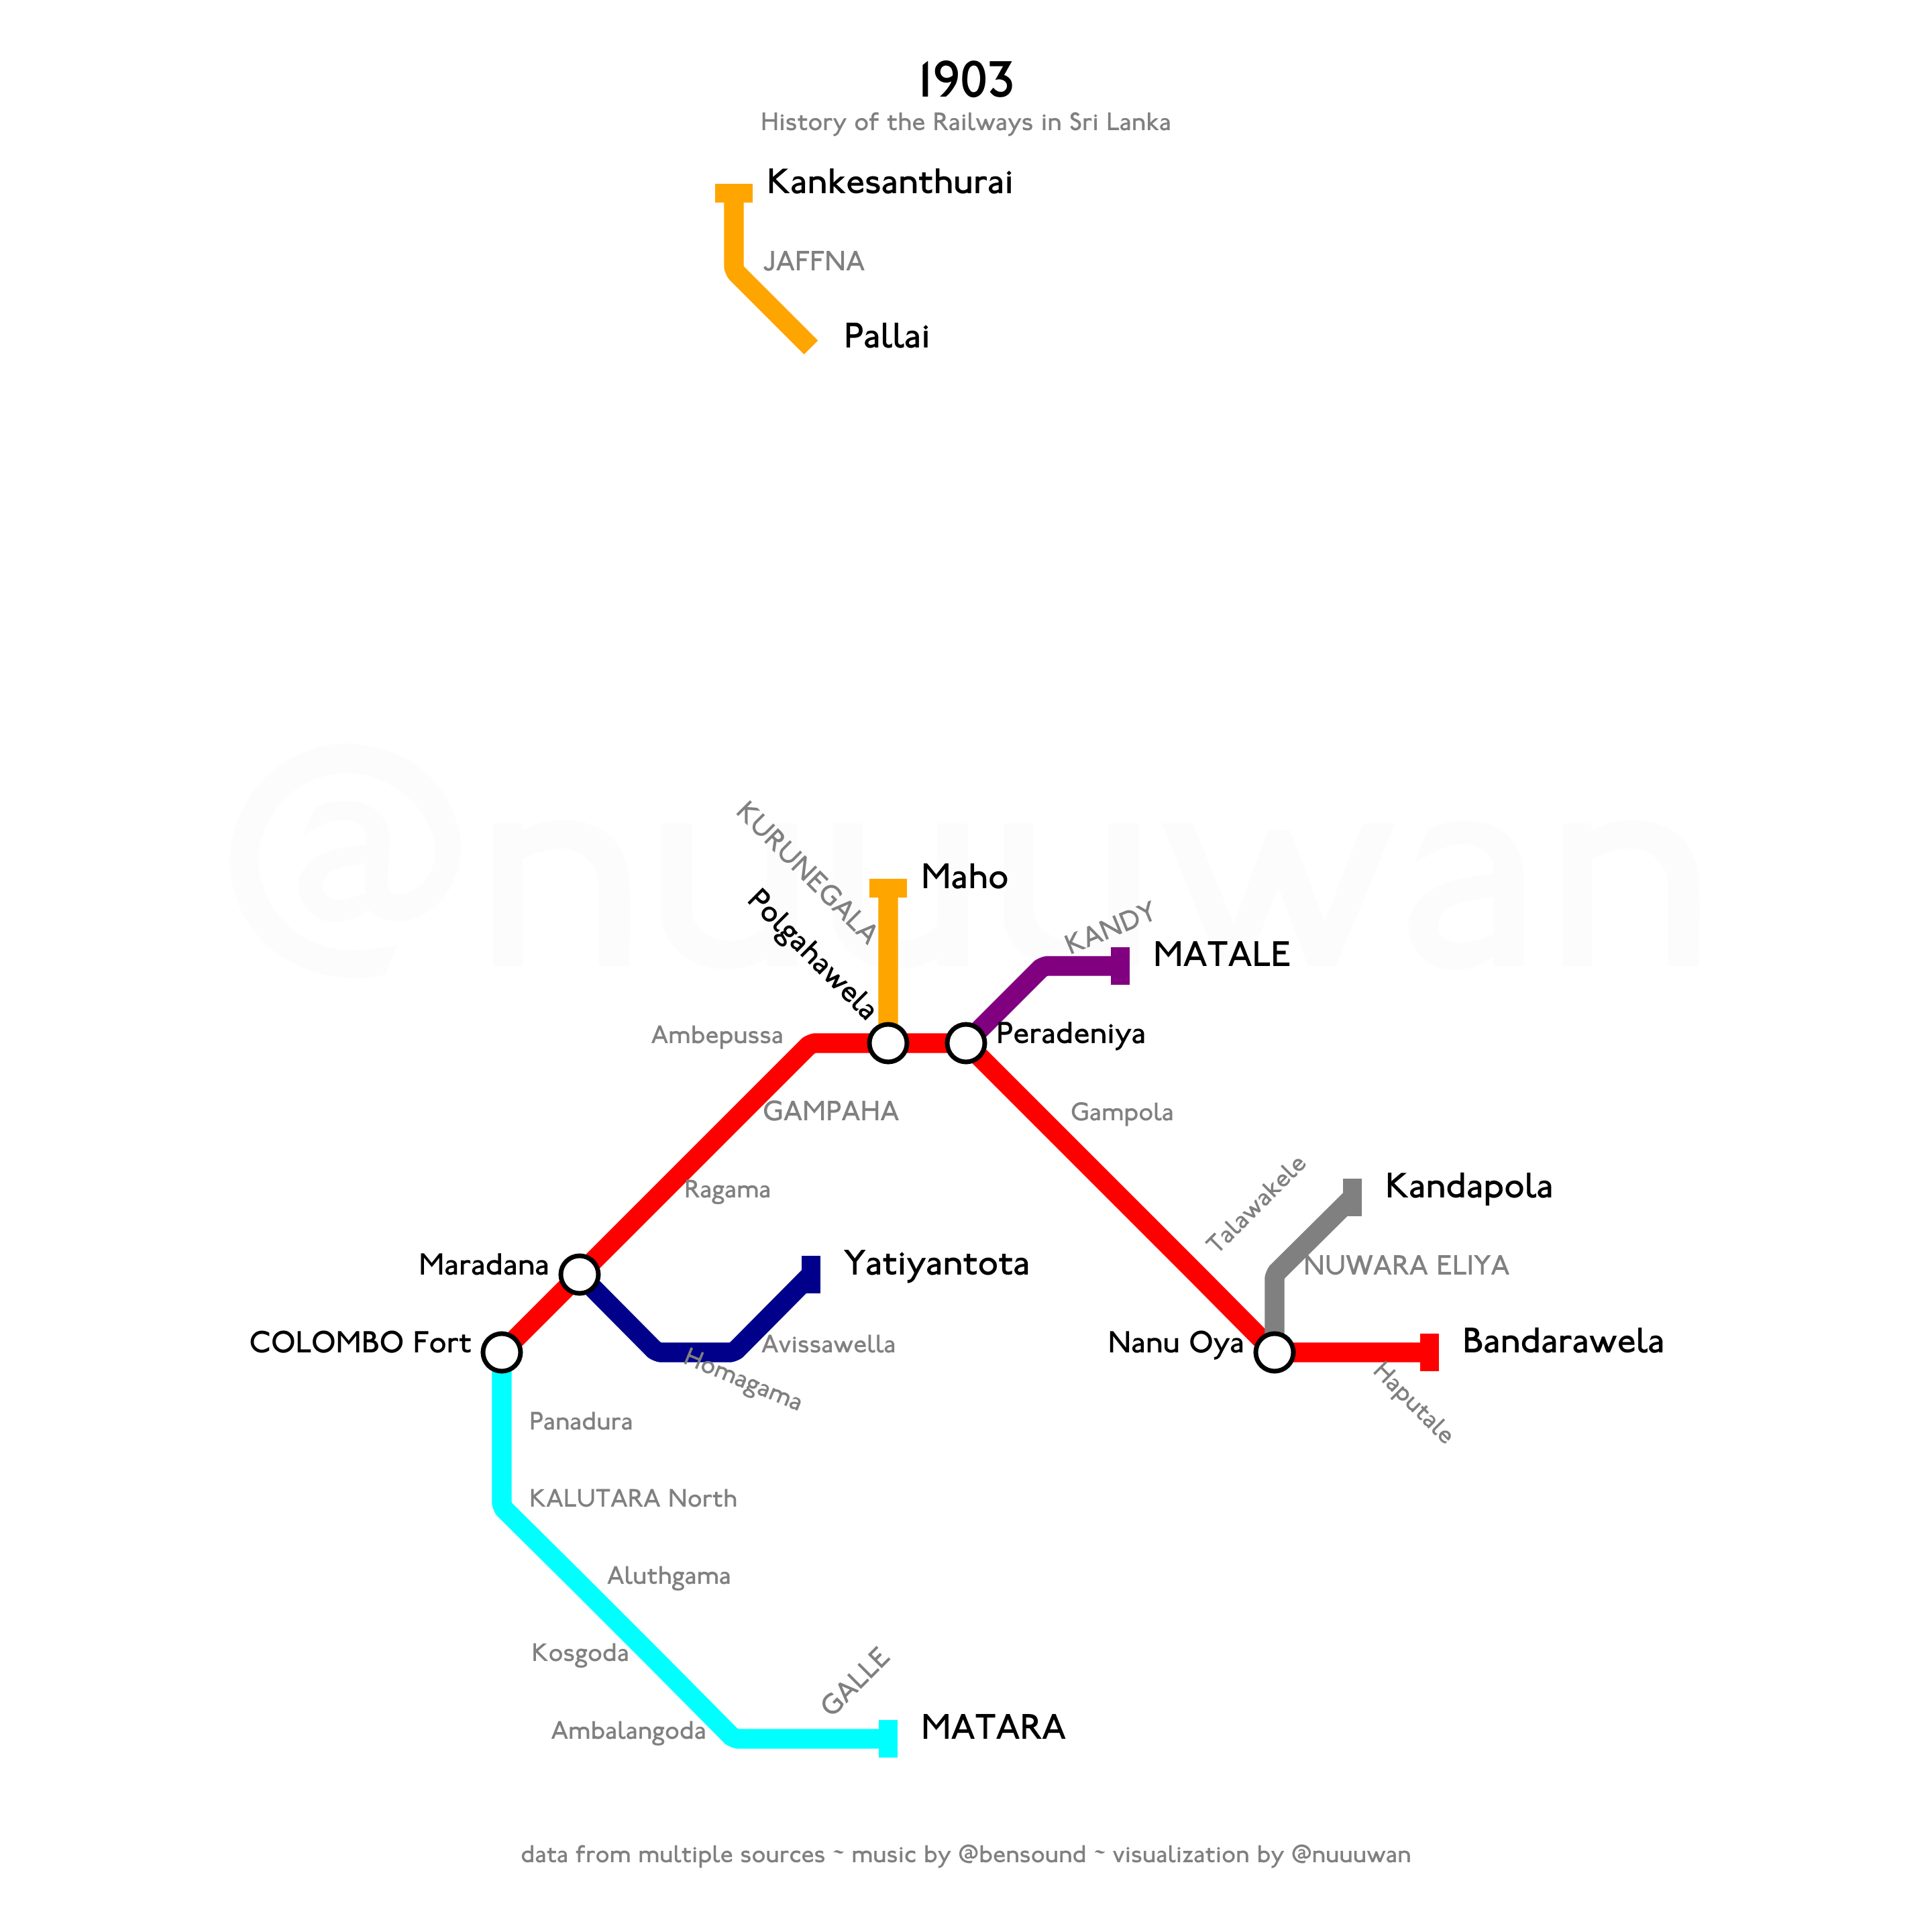 1903
History of the Railways in Sri Lanka
Kankesanthurai
JAFFNA
Pallai
@nuuuwan
KURUNEGALA
Maho
Polgahawela
KANDY
MATALE
Ambepussa
Peradeniya
GAMPAHA
Gampola
Ragama
Talawakele
Kandapola
Maradana
Yatiyantota
NUWARA ELIYA
COLOMBO Fort
Avissawella
Nanu Oya
Bandarawela
Homagama
Haputale
Panadura
KALUTARA North
Aluthgama
Kosgoda
GALLE
Ambalangoda
MATARA
data from multiple sources ~ music by @bensound ~ visualization by @nuuuwan